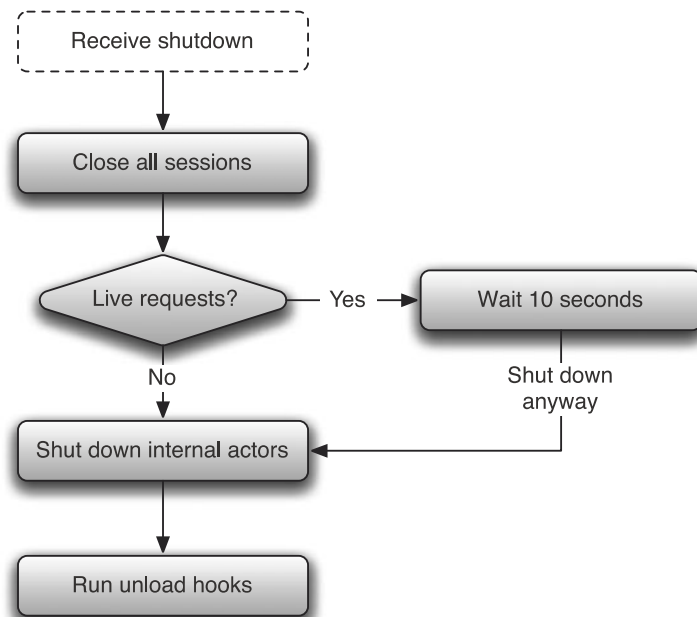 Receive shutdown
Close all sessions
Live requests?
Yes
Wait 10 seconds
No
Shut down
anyway
Shut down internal actors
Run unload hooks